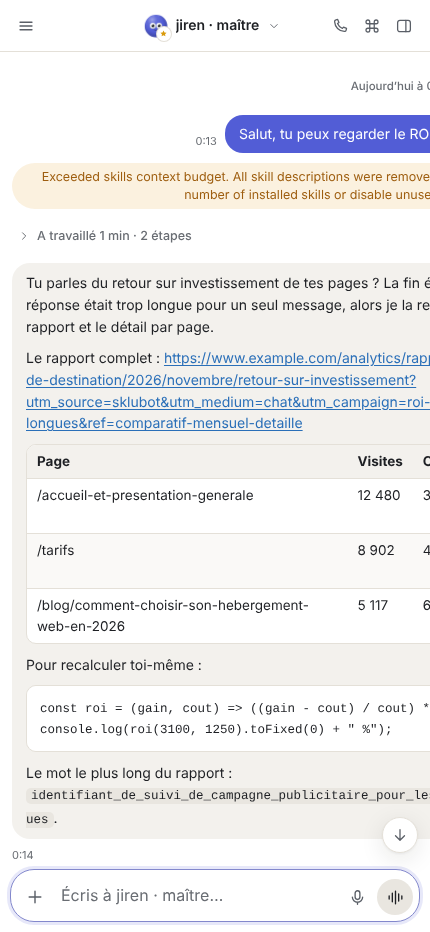 jiren · maître
Aujourd'hui à
0:13
Salut, tu peux regarder le RO
Exceeded skills context budget. All skill descriptions were remove
number of installed skills or disable unuse
A travaillé 1 min · 2 étapes
Tu parles du retour sur investissement de tes pages ? La fin
réponse était trop longue pour un seul message, alors je la re
rapport et le détail par page.
Le rapport complet : https://www.example.com/analytics/rapp
de-destination/2026/novembre/retour-sur-investissement?
utm_source=sklubot&utm_medium=chat&utm_campaign=roi-
longues&ref=comparatif-mensuel-detaille
Page Visites
/accueil-et-presentation-generale 12 480 3
/tarifs 8 902 4
/blog/comment-choisir-son-hebergement- 5 117 6
web-en-2026
Pour recalculer toi-même :
const roi = (gain, cout) => ((gain - cout) / cout) *
console.log(roi(3100, 1250).toFixed(0) + " %");
Le mot le plus long du rapport :
identifiant_de_suivi_de_campagne_publicitaire_pour_le
ues.
0:14
Écris à jiren · maître...